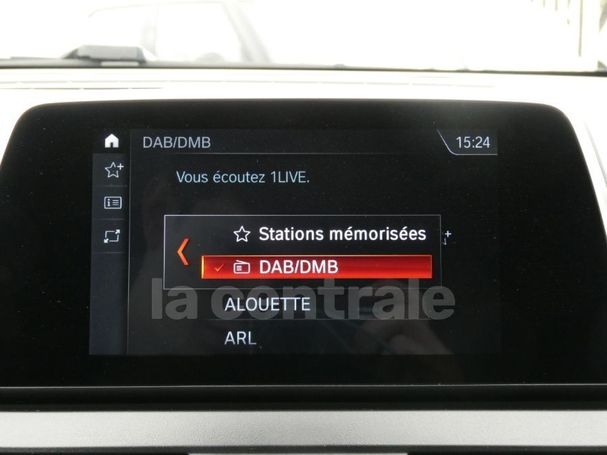 DAB/DMB
15:24
Vous écoutez 1LIVE.
Stations mémorisées
DAB/DMB
la centrale
ALOUETTE
ARL